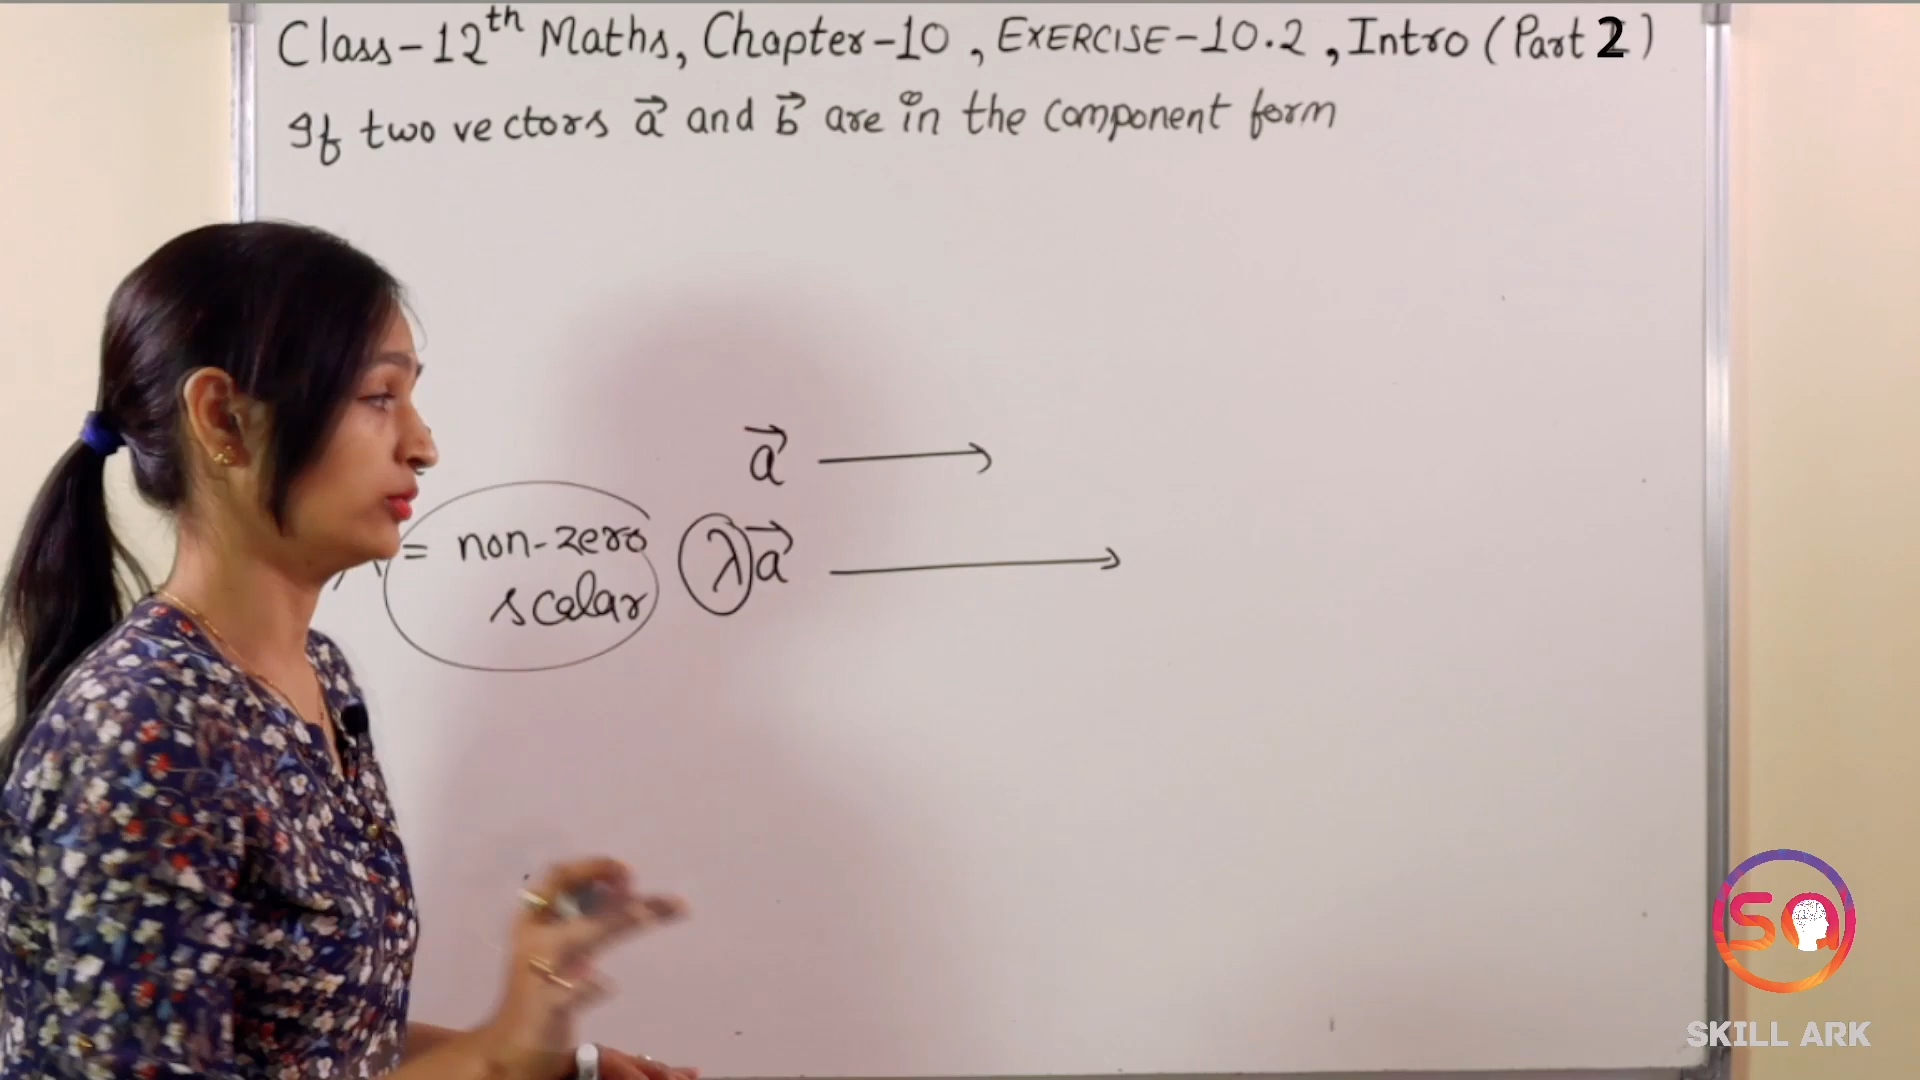 Class-12th Maths, Chapter-10, EXERCISE-10.2, Intro (Part 2)
If two vectors a⃗ and b⃗ are in the component form
a⃗
λ = non-zero λa⃗
scalar
SA
SKILL ARK